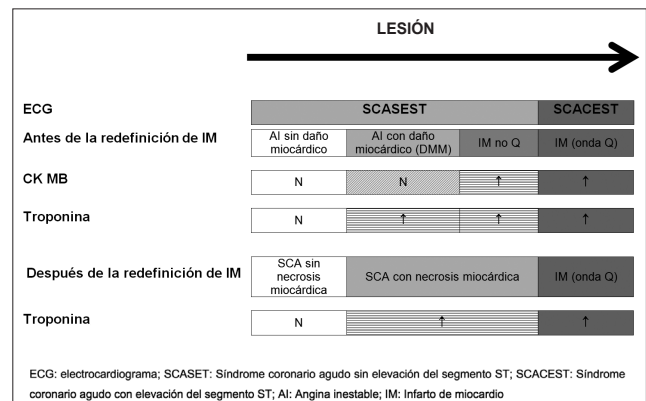 LESIÓN
ECG SCASEST SCACEST
Antes de la redefinición de IM
AI sin daño
miocárdico
AI con daño
miocárdico (DMM)
IM no Q
IM (onda Q)
CK MB N N ↑ ↑
Troponina N ↑ ↑ ↑
Después de la redefinición de IM
SCA sin
necrosis
miocárdica
SCA con necrosis miocárdica
IM (onda Q)
Troponina N ↑ ↑
ECG: electrocardiograma; SCASET: Síndrome coronario agudo sin elevación del segmento ST; SCACEST: Síndrome
coronario agudo con elevación del segmento ST; AI: Angina inestable; IM: Infarto de miocardio